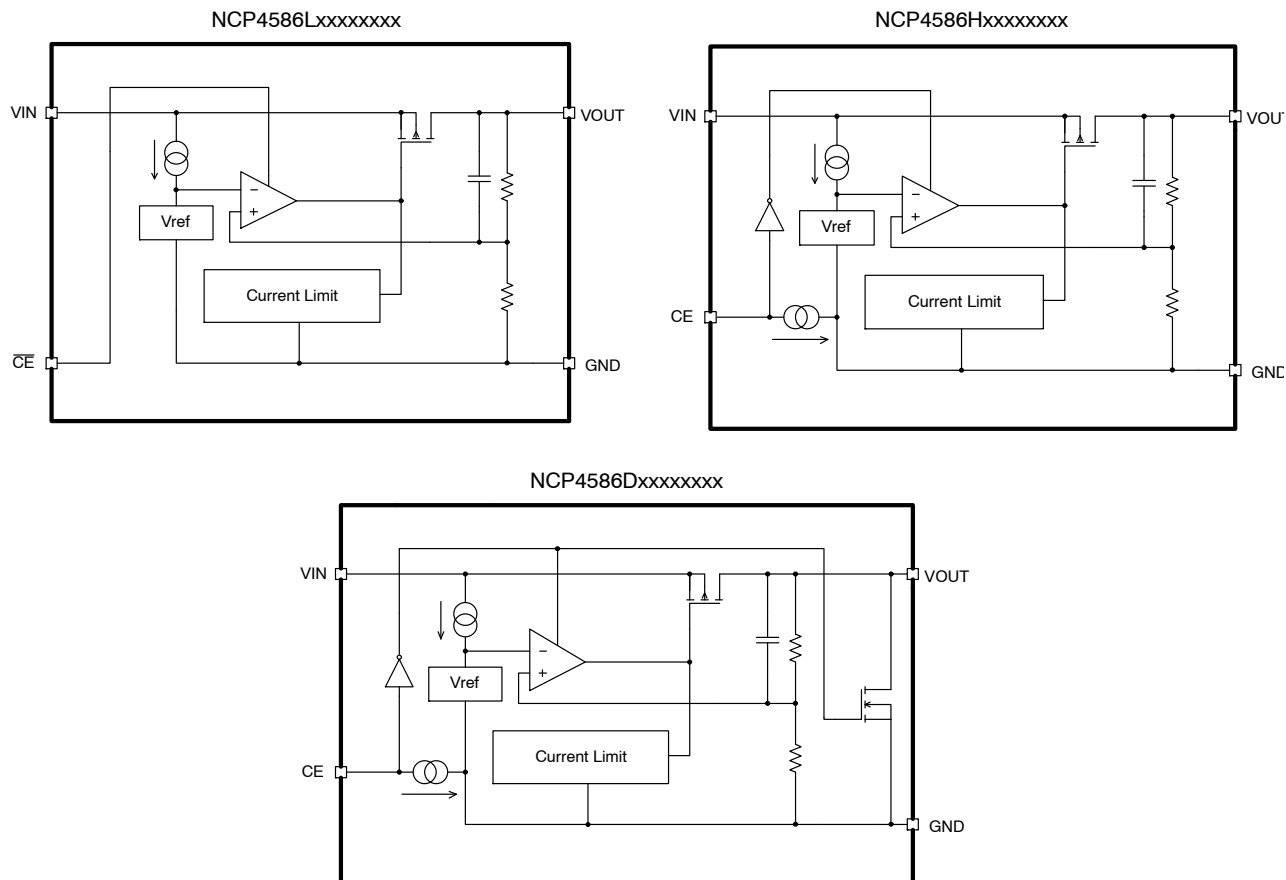 NCP4586Lxxxxxxxx
VIN
VOUT
−
+
Vref
Current Limit
C̅E̅
GND
NCP4586Hxxxxxxxx
VIN
VOUT
−
+
Vref
Current Limit
CE
GND
NCP4586Dxxxxxxxx
VIN
VOUT
−
+
Vref
Current Limit
CE
GND